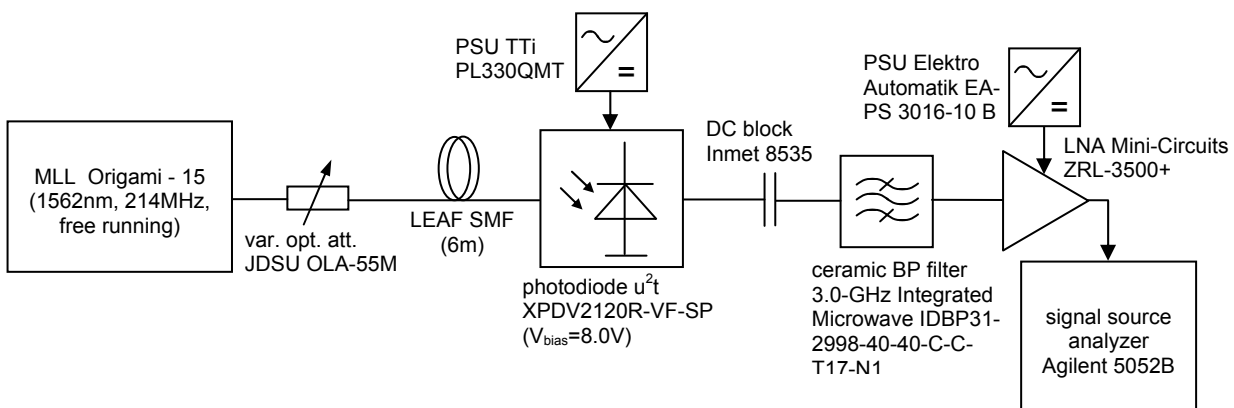 PSU TTi
PL330QMT
PSU Elektro
Automatik EA-
PS 3016-10 B
DC block
Inmet 8535
LNA Mini-Circuits
ZRL-3500+
MLL Origami - 15
(1562nm, 214MHz,
free running)
LEAF SMF
(6m)
var. opt. att.
JDSU OLA-55M
photodiode u²t
XPDV2120R-VF-SP
(Vbias=8.0V)
ceramic BP filter
3.0-GHz Integrated
Microwave IDBP31-
2998-40-40-C-C-
T17-N1
signal source
analyzer
Agilent 5052B